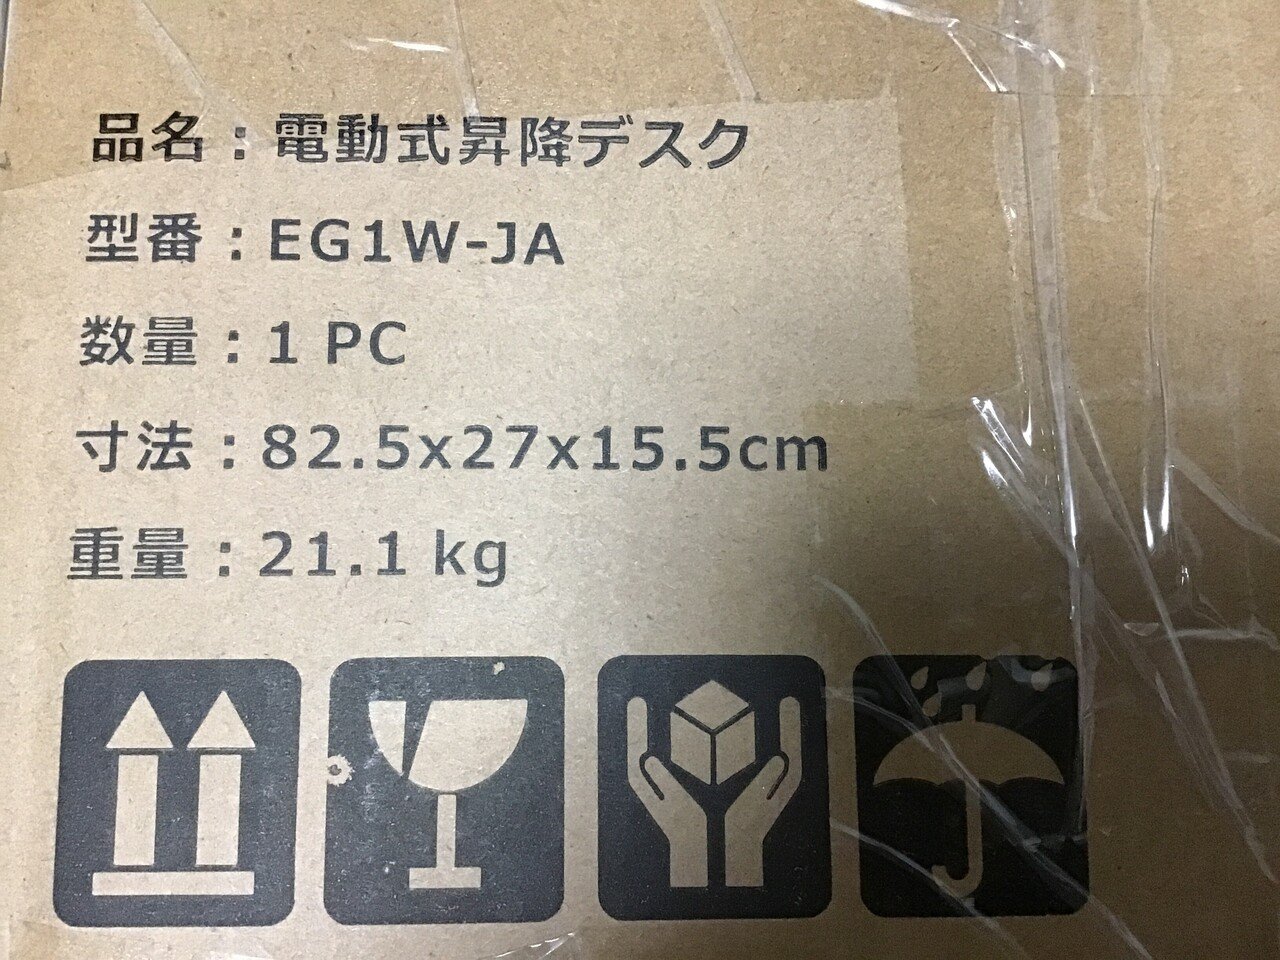 品名：電動式昇降デスク
型番：EG1W-JA
数量：1 PC
寸法：82.5x27x15.5cm
重量：21.1 kg